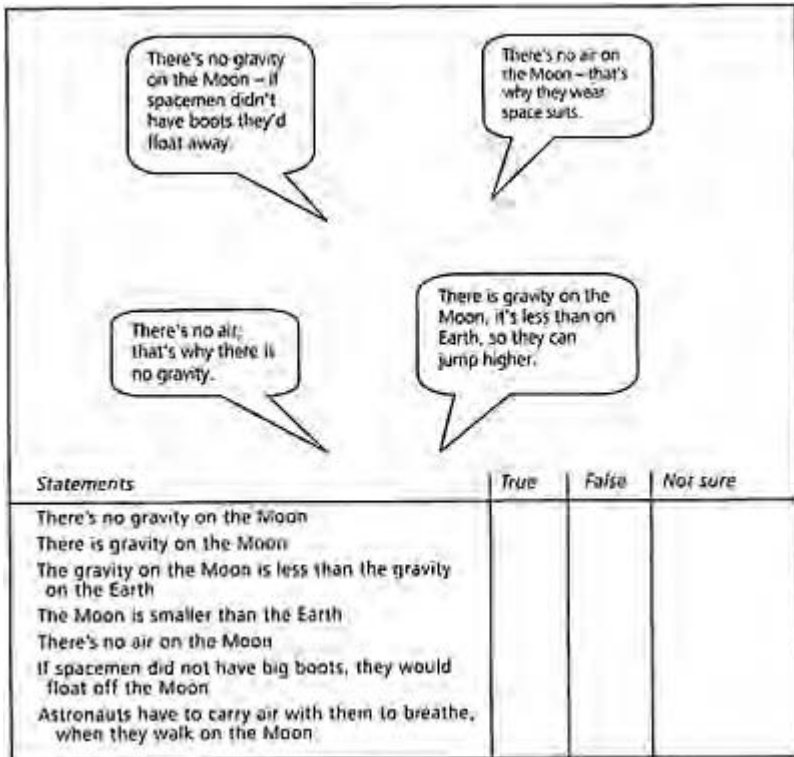 There's no gravity
on the Moon – if
spacemen didn't
have boots they'd
float away.
There's no air on
the Moon – that's
why they wear
space suits.
There's no air;
that's why there is
no gravity.
There is gravity on the
Moon, it's less than on
Earth, so they can
jump higher.
Statements True False Not sure
There's no gravity on the Moon
There is gravity on the Moon
The gravity on the Moon is less than the gravity
on the Earth
The Moon is smaller than the Earth
There's no air on the Moon
If spacemen did not have big boots, they would
float off the Moon
Astronauts have to carry air with them to breathe,
when they walk on the Moon